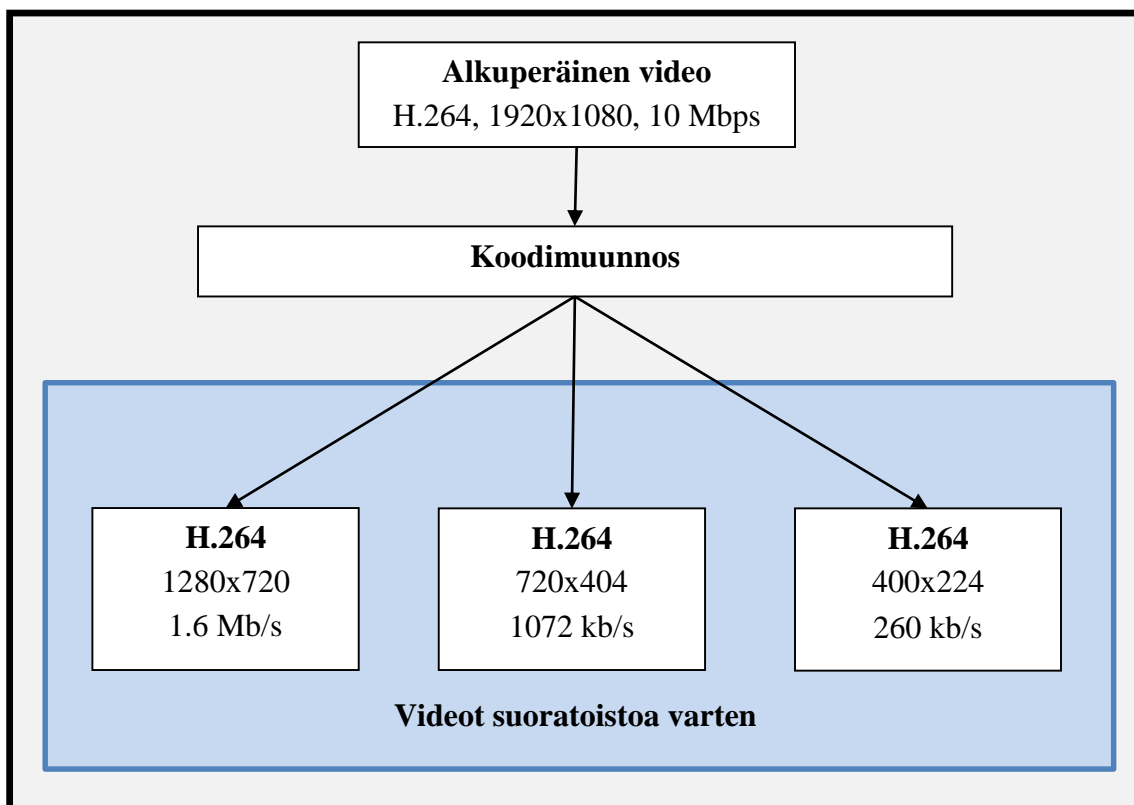 Alkuperäinen video
H.264, 1920x1080, 10 Mbps
Koodimuunnos
H.264
1280x720
1.6 Mb/s
H.264
720x404
1072 kb/s
H.264
400x224
260 kb/s
Videot suoratoistoa varten